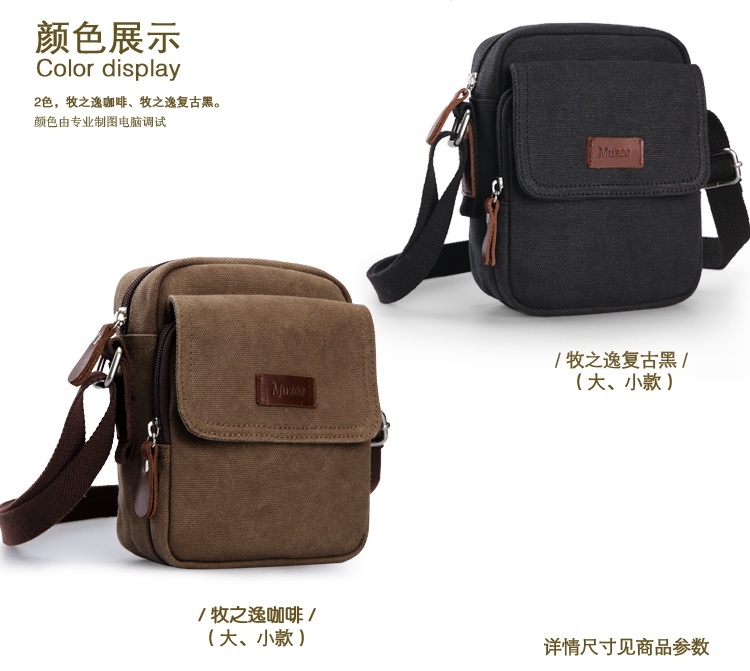 颜色展示
Color display
2色，牧之逸咖啡、牧之逸复古黑。
颜色由专业制图电脑调试
Muzee
/ 牧之逸复古黑 /
（大、小款）
Muzee
/ 牧之逸咖啡 /
（大、小款）
详情尺寸见商品参数